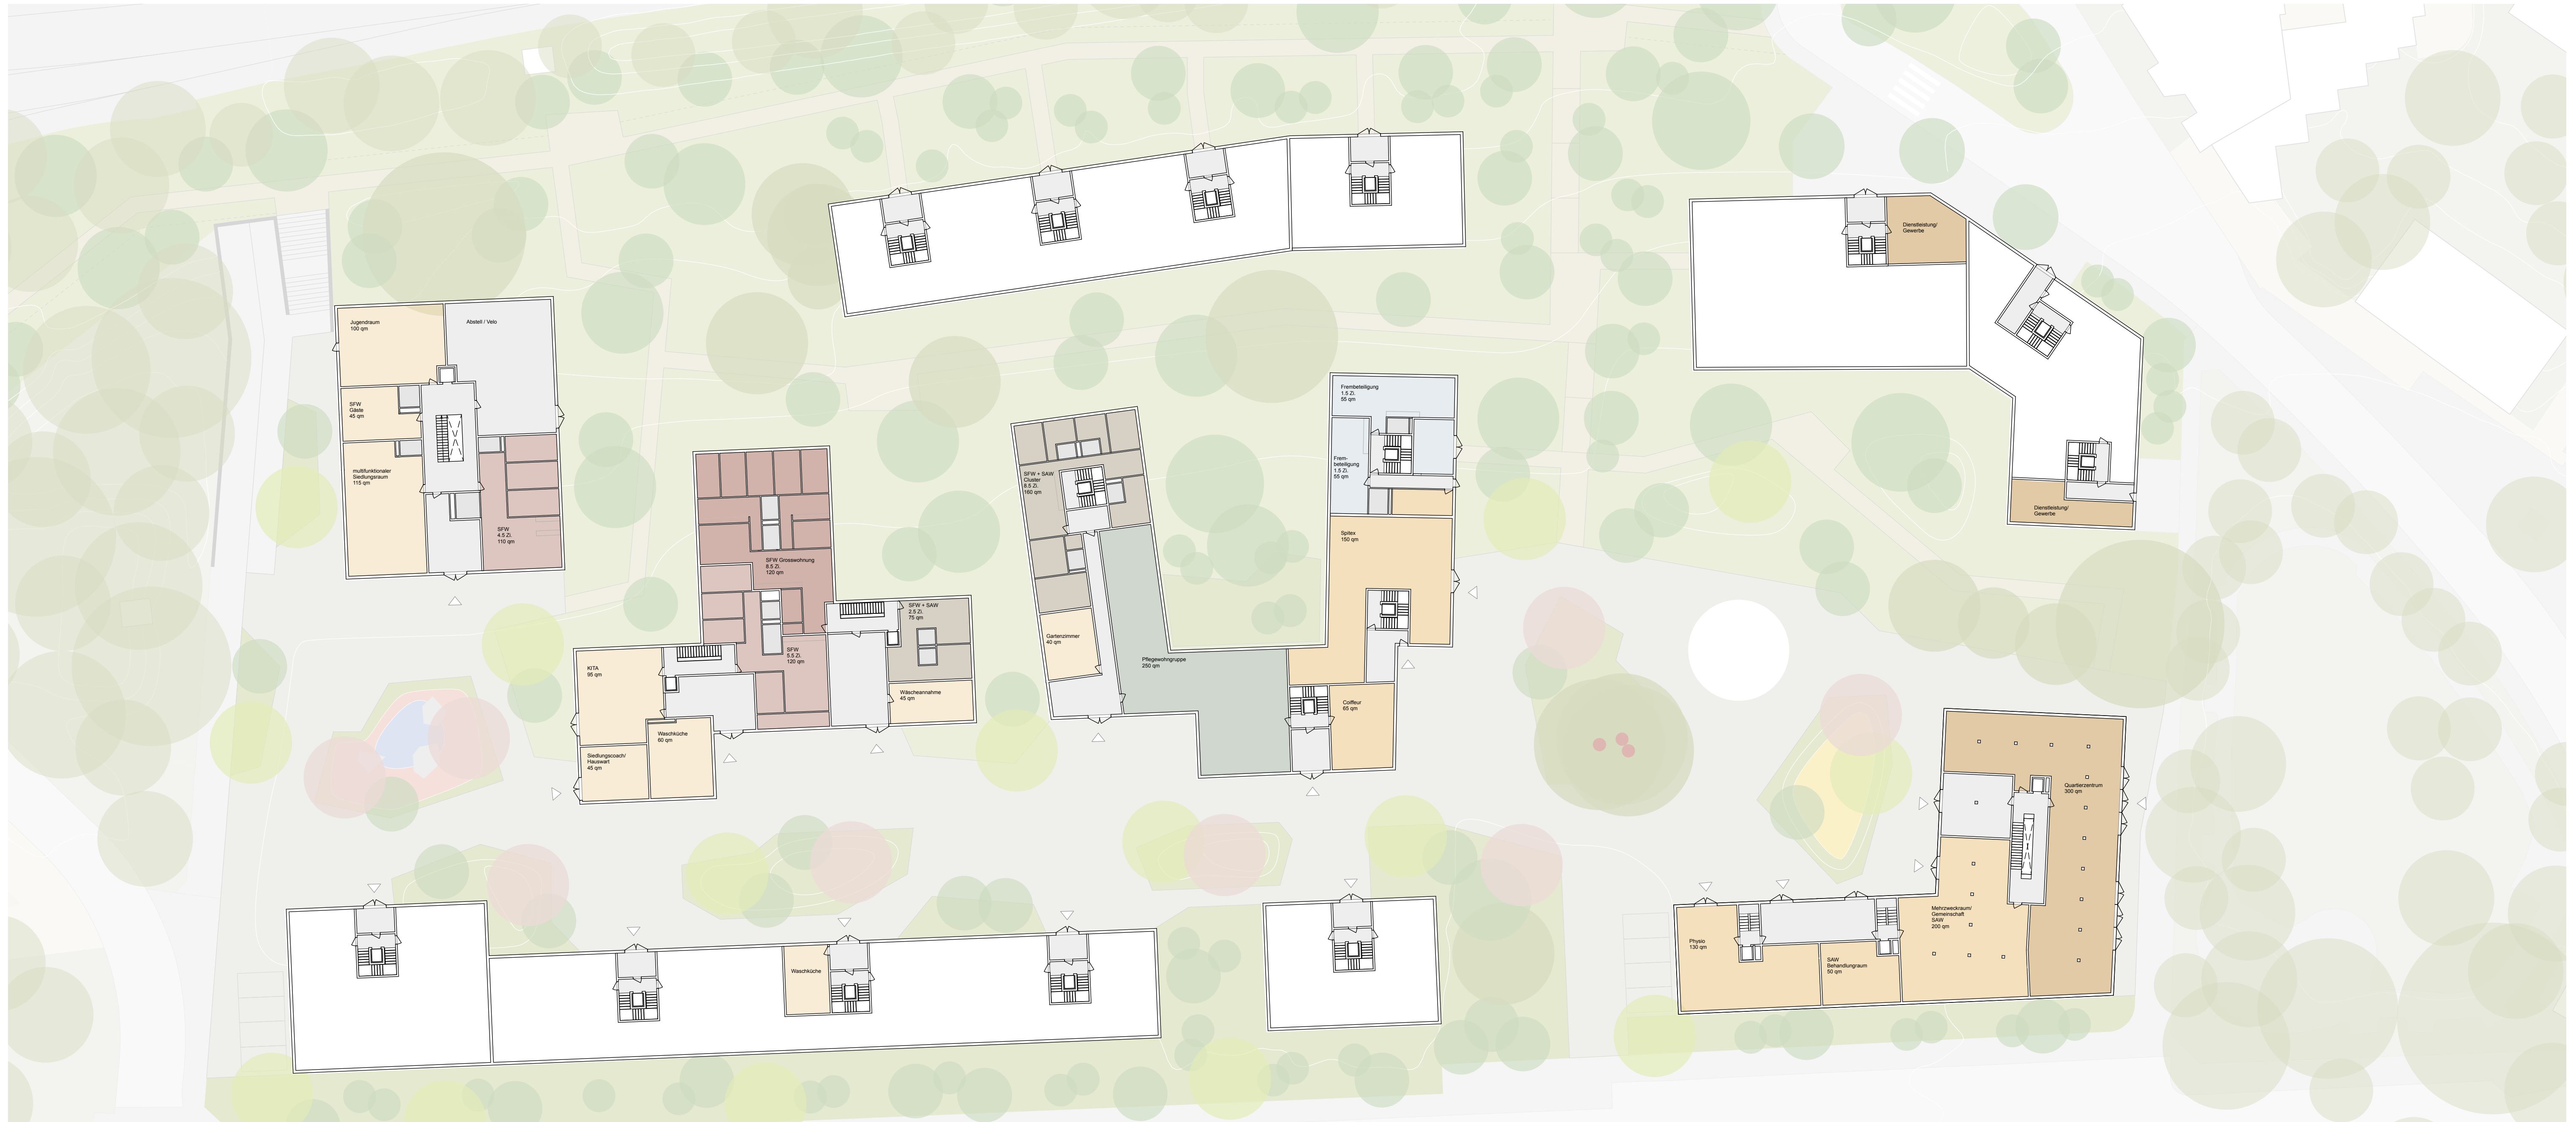 Jugendraum
100 qm
Abstell / Velo
SFW
Gäste
45 qm
multifunktionaler
Siedlungsraum
115 qm
SFW
4.5 Zi.
110 qm
SFW Grosswohnung
8.5 Zi.
120 qm
SFW
5.5 Zi.
120 qm
SFW + SAW
2.5 Zi.
75 qm
Wäscheannahme
45 qm
KITA
95 qm
Waschküche
60 qm
Siedlungscoach/
Hauswart
45 qm
SFW + SAW
Cluster
8.5 Zi.
160 qm
Gartenzimmer
40 qm
Pflegewohngruppe
250 qm
Frembeteiligung
1.5 Zi.
55 qm
Frem-
beteiligung
1.5 Zi.
55 qm
Spitex
150 qm
Coiffeur
65 qm
Dienstleistung/
Gewerbe
Dienstleistung/
Gewerbe
Quartierzentrum
300 qm
Mehrzweckraum/
Gemeinschaft
SAW
200 qm
Physio
130 qm
SAW
Behandlungraum
50 qm
Waschküche